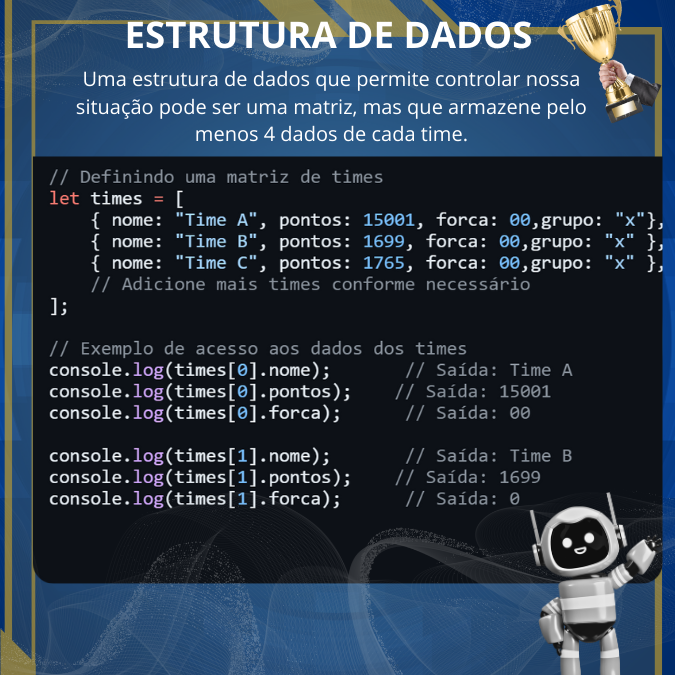 ESTRUTURA DE DADOS
Uma estrutura de dados que permite controlar nossa
situação pode ser uma matriz, mas que armazene pelo
menos 4 dados de cada time.
// Definindo uma matriz de times
let times = [
    { nome: "Time A", pontos: 15001, forca: 00,grupo: "x"},
    { nome: "Time B", pontos: 1699, forca: 00,grupo: "x" },
    { nome: "Time C", pontos: 1765, forca: 00,grupo: "x" },
    // Adicione mais times conforme necessário
];
// Exemplo de acesso aos dados dos times
console.log(times[0].nome);       // Saída: Time A
console.log(times[0].pontos);    // Saída: 15001
console.log(times[0].forca);      // Saída: 00
console.log(times[1].nome);       // Saída: Time B
console.log(times[1].pontos);    // Saída: 1699
console.log(times[1].forca);      // Saída: 0